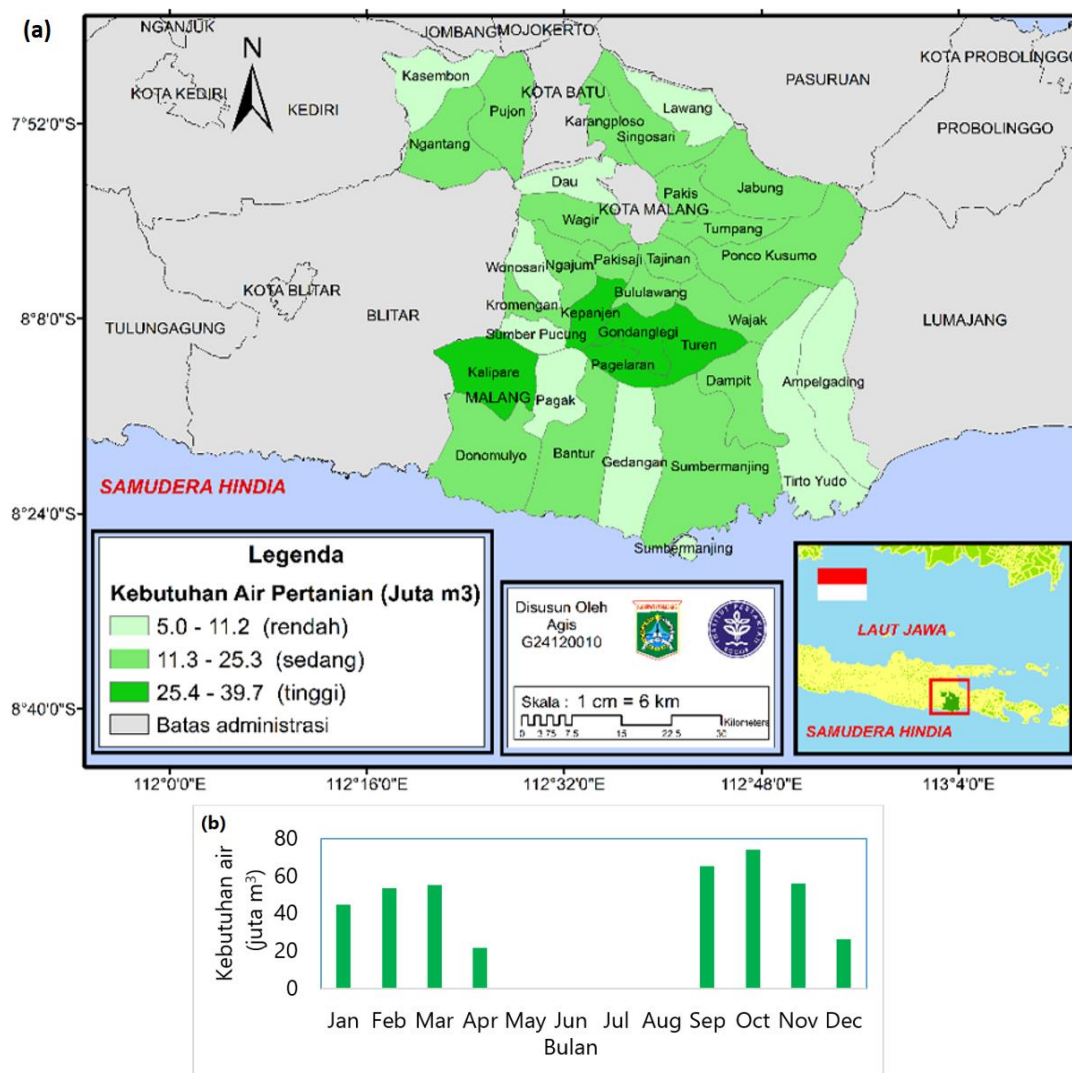 (a)
NGANJUK
JOMBANG
MOJOKERTO
KOTA PROBOLINGGO
N
KOTA KEDIRI
KEDIRI
Kasembon
KOTA BATU
PASURUAN
Pujon
Lawang
7°52'0"S
Karangploso
PROBOLINGGO
Ngantang
Singosari
Dau
Pakis
Jabung
KOTA MALANG
Wagir
Tumpang
Wonosari
Ngajum
Pakisaji
Tajinan
Ponco Kusumo
KOTA BLITAR
Bululawang
Kromengan
8°8'0"S
TULUNGAGUNG
BLITAR
Kepanjen
Wajak
LUMAJANG
Sumber Pucung
Gondanglegi
Turen
Kalipare
Pagelaran
Dampit
Ampelgading
MALANG
Pagak
Donomulyo
Bantur
Gedangan
Sumbermanjing
SAMUDERA HINDIA
Tirto Yudo
8°24'0"S
Sumbermanjing
Legenda
Kebutuhan Air Pertanian (Juta m3)
5.0 - 11.2 (rendah)
11.3 - 25.3 (sedang)
25.4 - 39.7 (tinggi)
Batas administrasi
8°40'0"S
Disusun Oleh
Agis
G24120010
Skala : 1 cm = 6 km
0 3.75 7.5 15 22.5 30 Kilometers
LAUT JAWA
SAMUDERA HINDIA
112°0'0"E 112°16'0"E 112°32'0"E 112°48'0"E 113°4'0"E
(b)
Kebutuhan air
(juta m³)
80
60
40
20
0
Jan Feb Mar Apr May Jun Jul Aug Sep Oct Nov Dec
Bulan